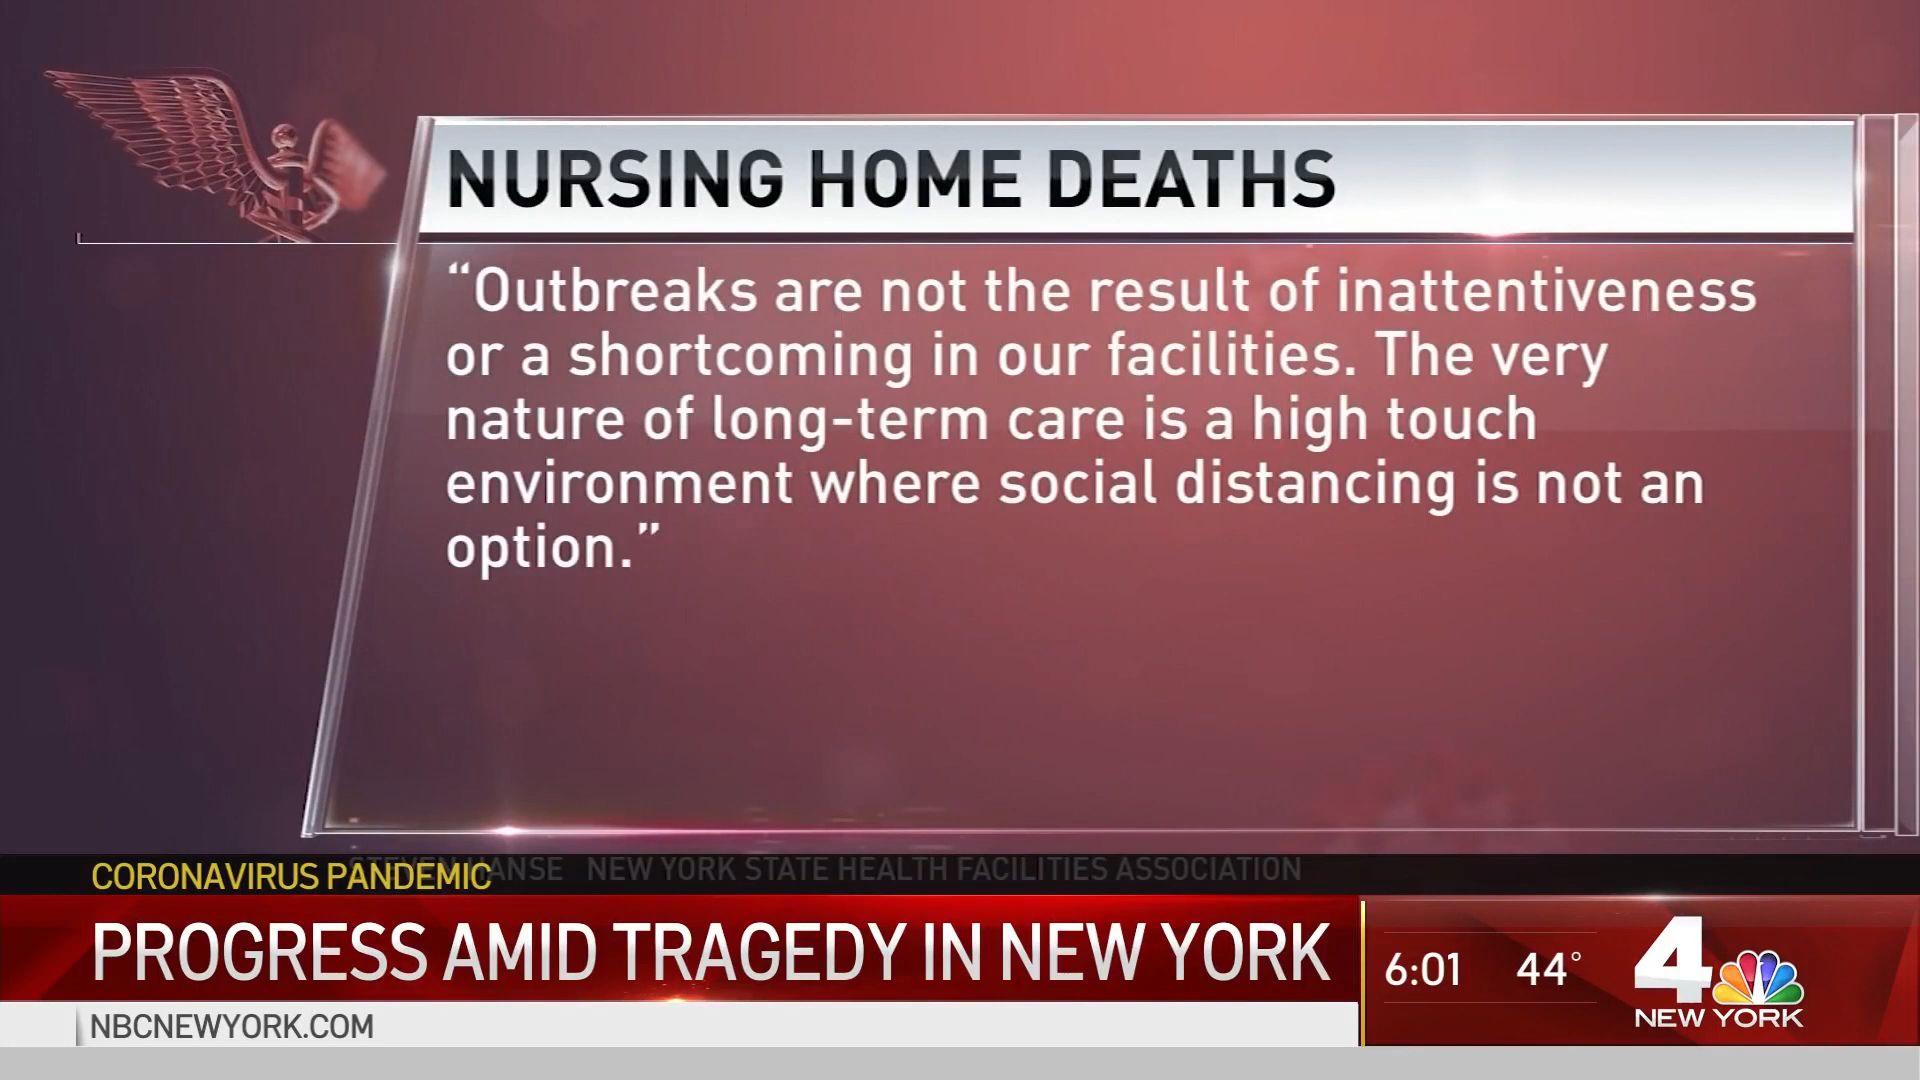 NURSING HOME DEATHS
“Outbreaks are not the result of inattentiveness
or a shortcoming in our facilities. The very
nature of long-term care is a high touch
environment where social distancing is not an
option.”
CORONAVIRUS PANDEMIC
STEVEN HANSE NEW YORK STATE HEALTH FACILITIES ASSOCIATION
PROGRESS AMID TRAGEDY IN NEW YORK
6:01 44°
4
NEW YORK
NBCNEWYORK.COM